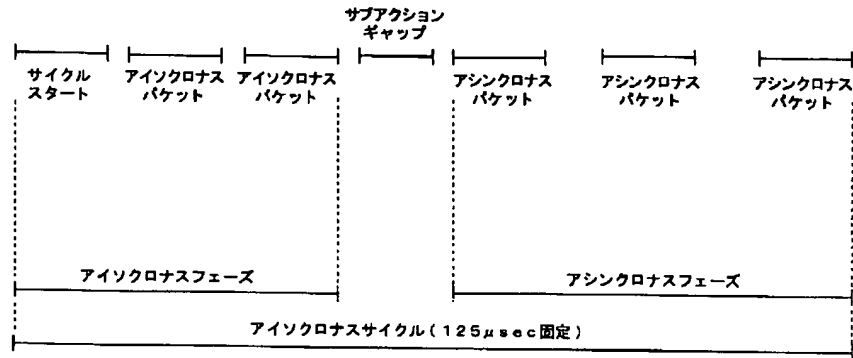 サブアクション
ギャップ
サイクル
スタート
アイソクロナス
パケット
アイソクロナス
パケット
アシンクロナス
パケット
アシンクロナス
パケット
アシンクロナス
パケット
アイソクロナスフェーズ
アシンクロナスフェーズ
アイソクロナスサイクル(125μsec固定)